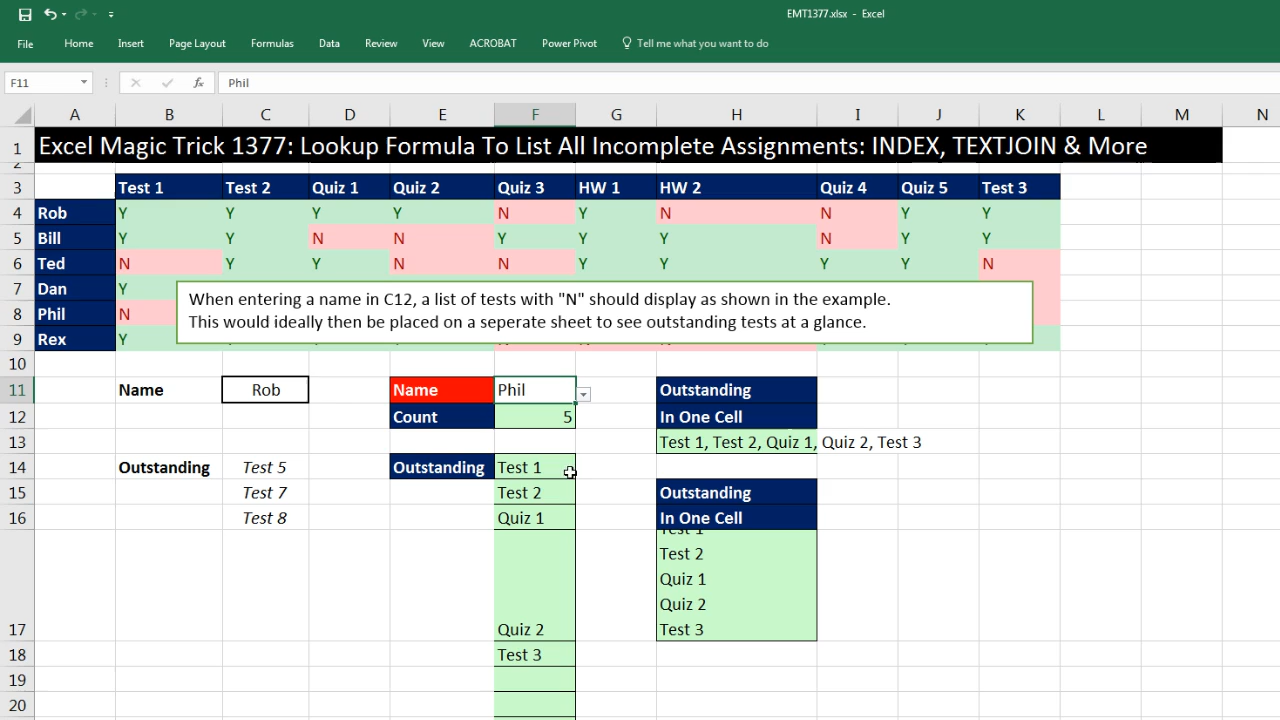 EMT1377.xlsx - Excel
File Home Insert Page Layout Formulas Data Review View ACROBAT Power Pivot Tell me what you want to do
F11 fx Phil
A B C D E F G H I J K L M N
1 Excel Magic Trick 1377: Lookup Formula To List All Incomplete Assignments: INDEX, TEXTJOIN & More
2
3 Test 1 Test 2 Quiz 1 Quiz 2 Quiz 3 HW 1 HW 2 Quiz 4 Quiz 5 Test 3
4 Rob Y Y Y Y N Y N N Y Y
5 Bill Y Y N N Y Y Y N Y Y
6 Ted N Y Y N N Y Y Y Y N
7 Dan Y
When entering a name in C12, a list of tests with "N" should display as shown in the example.
8 Phil N
This would ideally then be placed on a seperate sheet to see outstanding tests at a glance.
9 Rex Y
10
11 Name Rob Name Phil Outstanding
12 Count 5 In One Cell
13 Test 1, Test 2, Quiz 1, Quiz 2, Test 3
14 Outstanding Test 5 Outstanding Test 1
15 Test 7 Test 2 Outstanding
16 Test 8 Quiz 1 In One Cell
Test 1
Test 2
Quiz 1
Quiz 2
17 Quiz 2 Test 3
18 Test 3
19
20